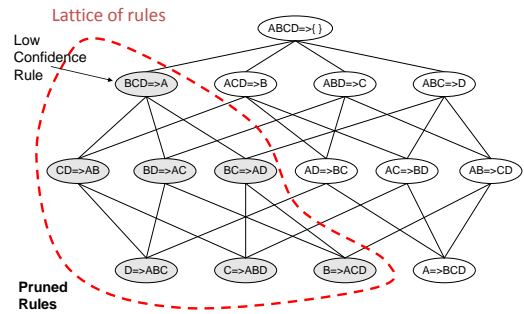 Lattice of rules
ABCD=>{ }
Low
Confidence
Rule
BCD=>A
ACD=>B
ABD=>C
ABC=>D
CD=>AB
BD=>AC
BC=>AD
AD=>BC
AC=>BD
AB=>CD
D=>ABC
C=>ABD
B=>ACD
A=>BCD
Pruned
Rules